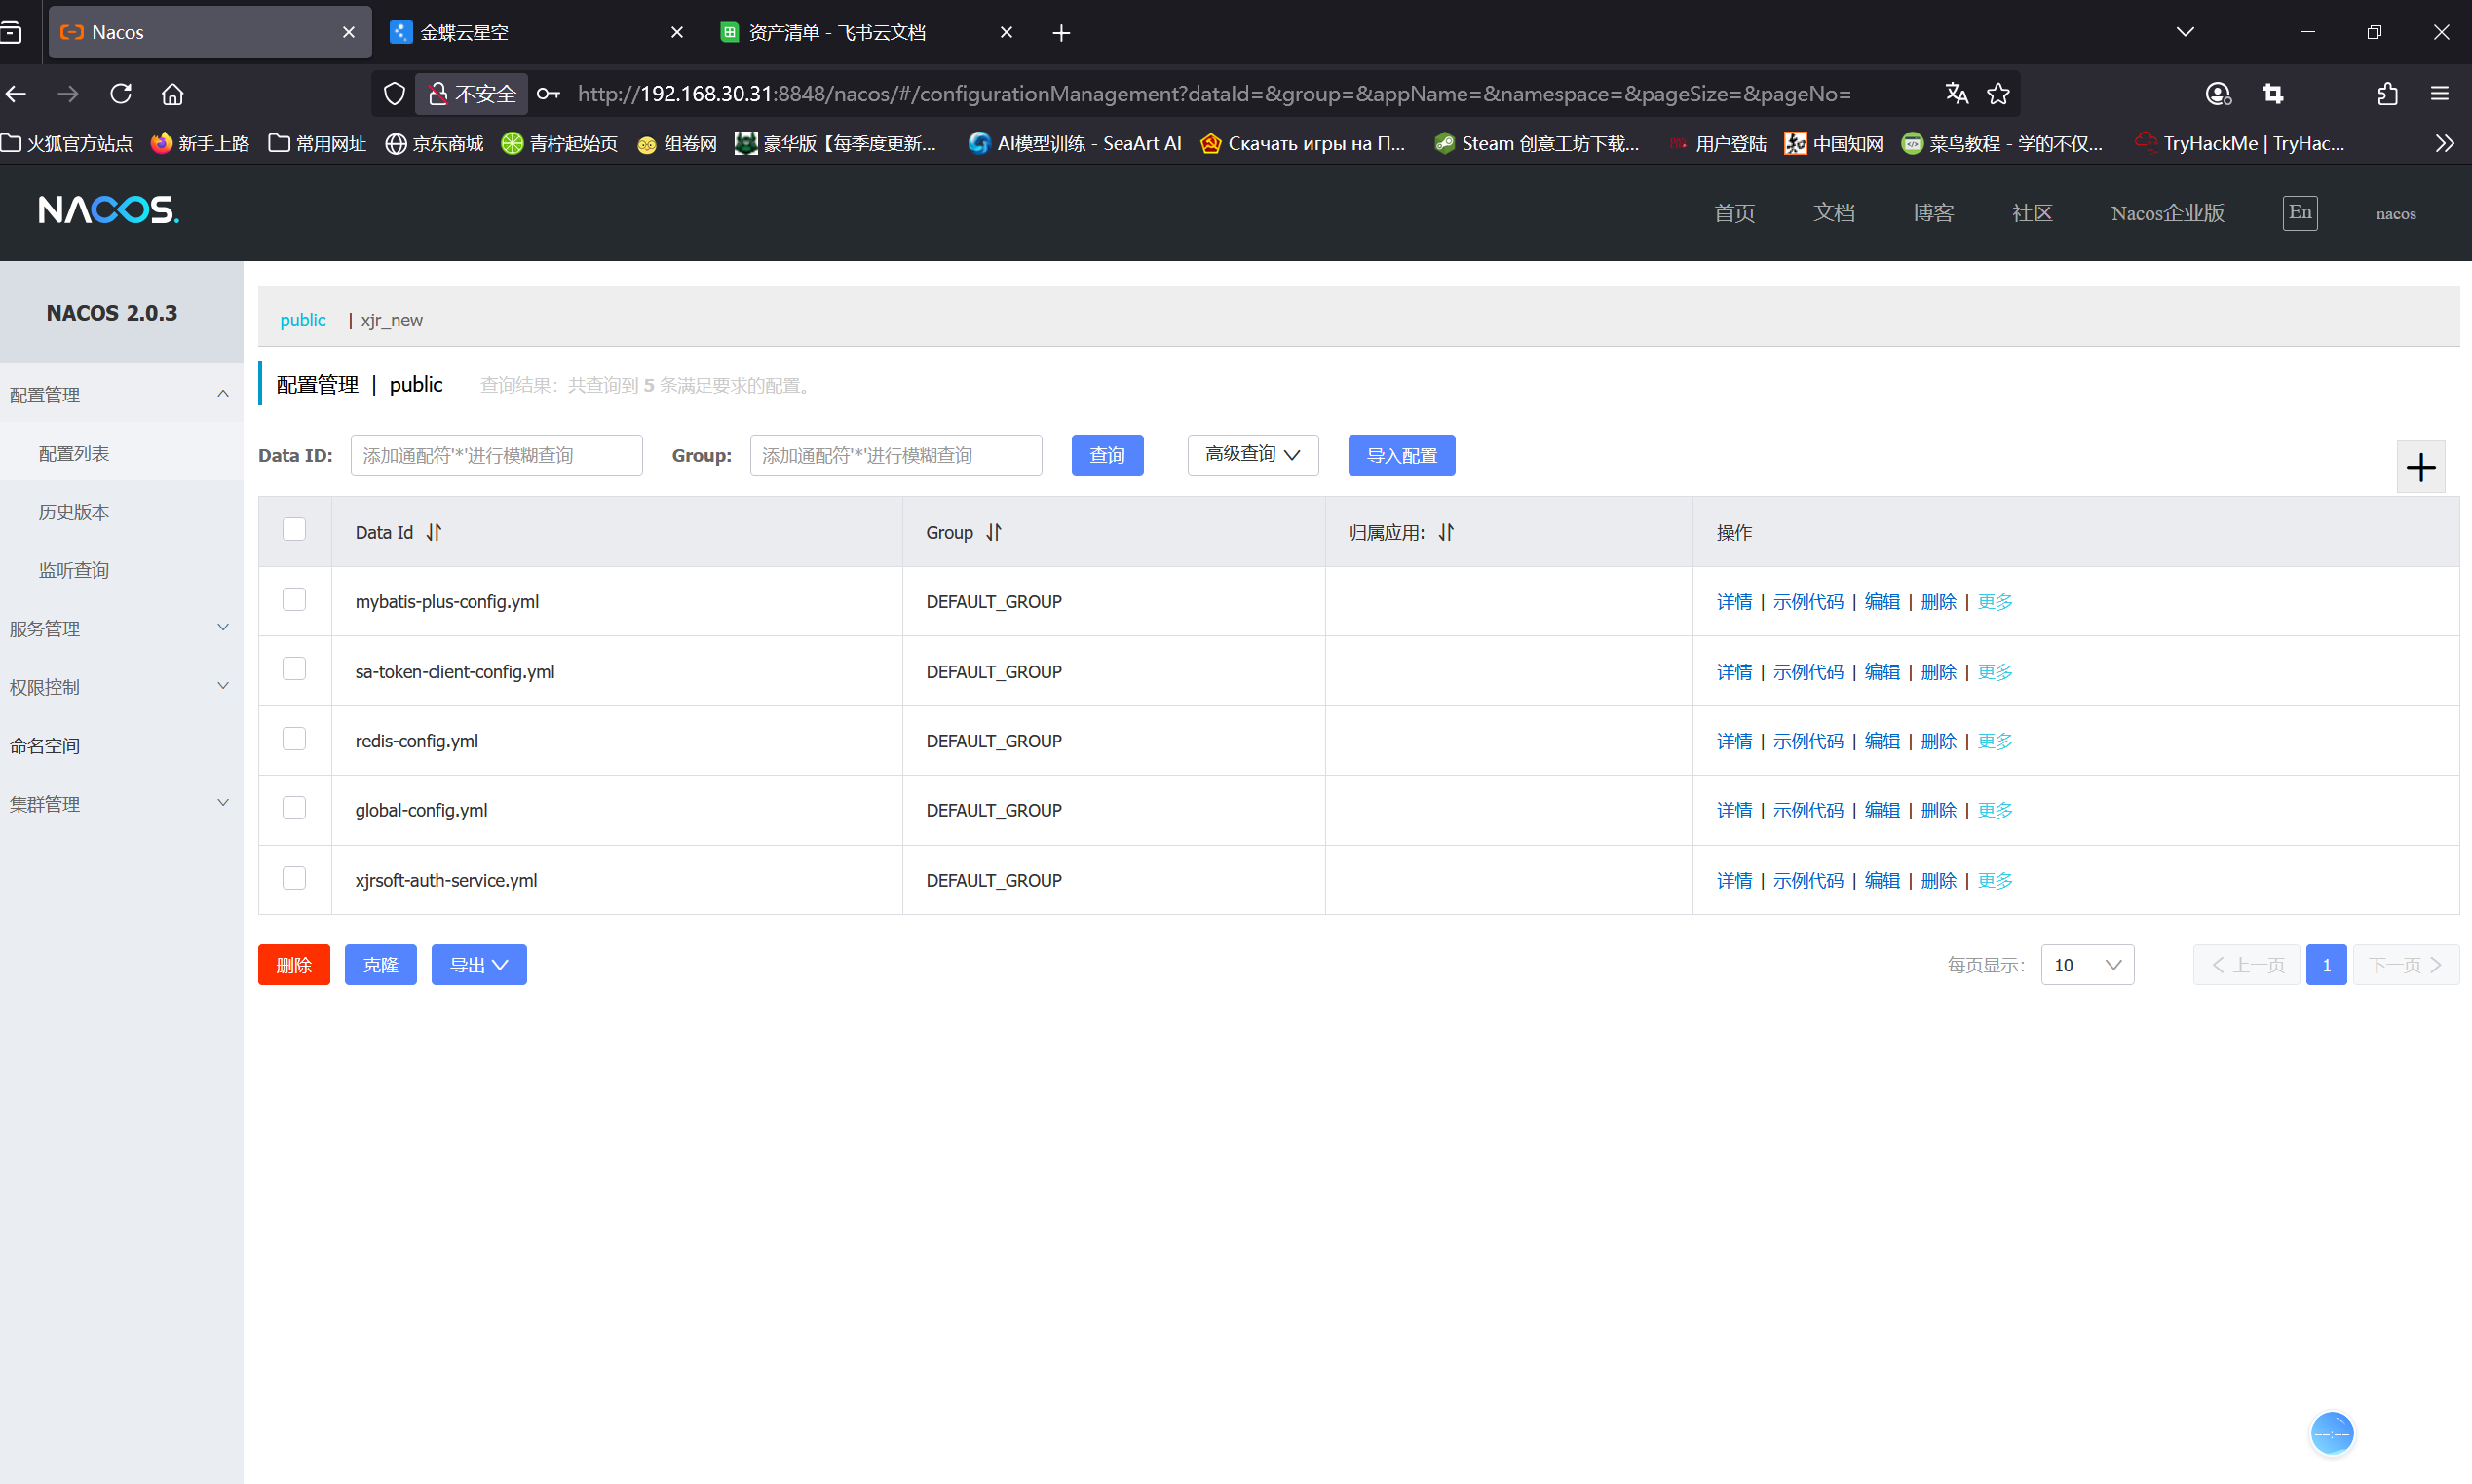 Nacos
金蝶云星空
资产清单 - 飞书云文档
不安全
http://192.168.30.31:8848/nacos/#/configurationManagement?dataId=&group=&appName=&namespace=&pageSize=&pageNo=
火狐官方站点
新手上路
常用网址
京东商城
青柠起始页
组卷网
豪华版【每季度更新...
AI模型训练 - SeaArt AI
Скачать игры на П...
Steam 创意工坊下载...
用户登陆
中国知网
菜鸟教程 - 学的不仅...
TryHackMe | TryHac...
NACOS.
首页
文档
博客
社区
Nacos企业版
En
nacos
NACOS 2.0.3
配置管理
配置列表
历史版本
监听查询
服务管理
权限控制
命名空间
集群管理
public | xjr_new
配置管理 | public 查询结果：共查询到 5 条满足要求的配置。
Data ID: 添加通配符'*'进行模糊查询 Group: 添加通配符'*'进行模糊查询 查询 高级查询 导入配置
Data Id Group 归属应用: 操作
mybatis-plus-config.yml DEFAULT_GROUP 详情 | 示例代码 | 编辑 | 删除 | 更多
sa-token-client-config.yml DEFAULT_GROUP 详情 | 示例代码 | 编辑 | 删除 | 更多
redis-config.yml DEFAULT_GROUP 详情 | 示例代码 | 编辑 | 删除 | 更多
global-config.yml DEFAULT_GROUP 详情 | 示例代码 | 编辑 | 删除 | 更多
xjrsoft-auth-service.yml DEFAULT_GROUP 详情 | 示例代码 | 编辑 | 删除 | 更多
删除 克隆 导出 每页显示: 10 上一页 1 下一页
--:--